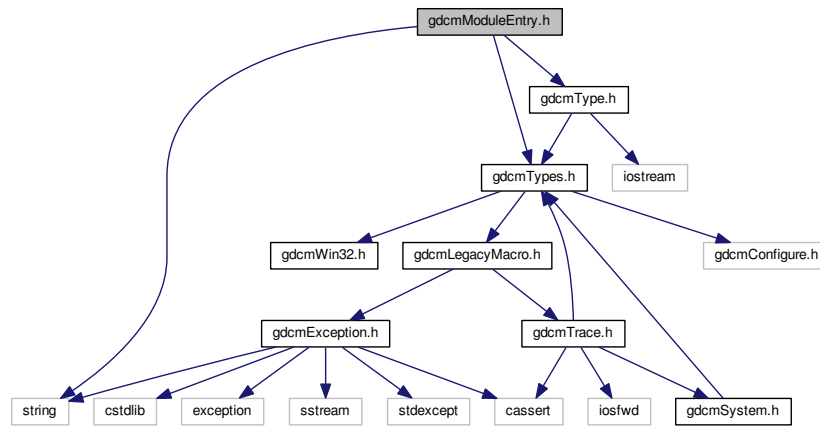 gdcmModuleEntry.h
gdcmType.h
gdcmTypes.h
iostream
gdcmWin32.h
gdcmLegacyMacro.h
gdcmConfigure.h
gdcmException.h
gdcmTrace.h
string
cstdlib
exception
sstream
stdexcept
cassert
iosfwd
gdcmSystem.h